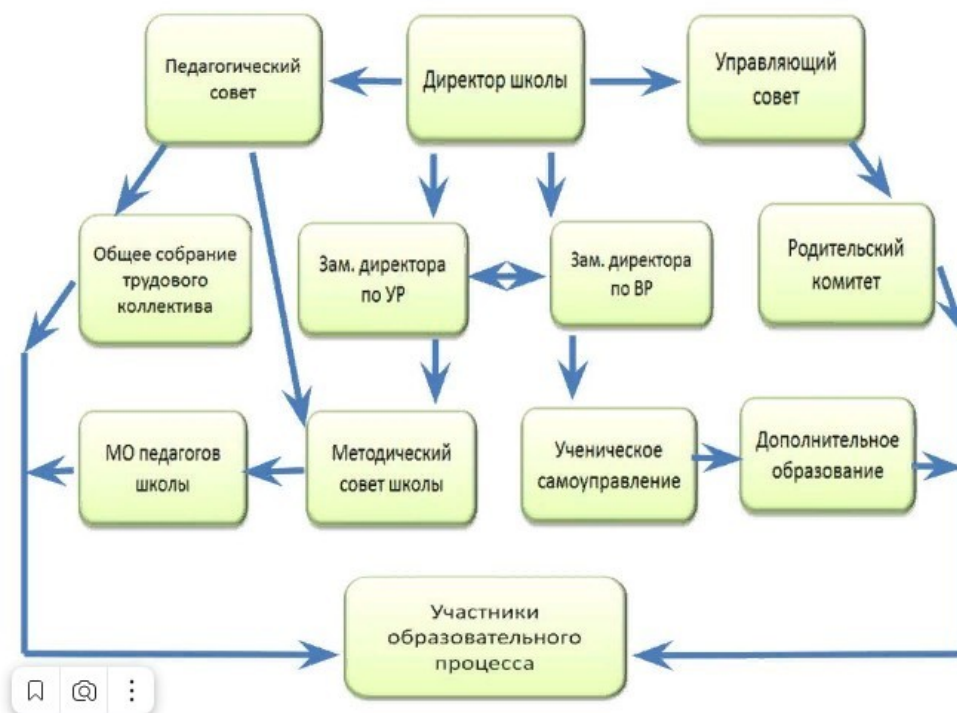 Педагогический
совет
Директор школы
Управляющий
совет
Общее собрание
трудового
коллектива
Зам. директора
по УР
Зам. директора
по ВР
Родительский
комитет
МО педагогов
школы
Методический
совет школы
Ученическое
самоуправление
Дополнительное
образование
Участники
образовательного
процесса